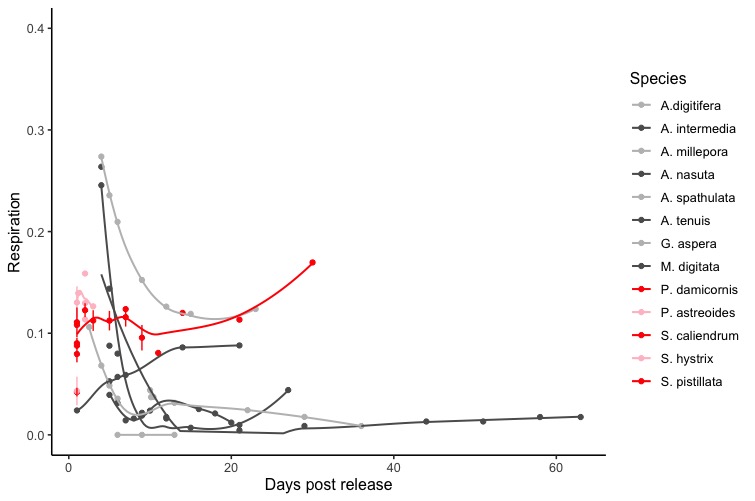 0.4
0.3
0.2
0.1
0.0
Respiration
0
20
40
60
Days post release
Species
A.digitifera
A. intermedia
A. millepora
A. nasuta
A. spathulata
A. tenuis
G. aspera
M. digitata
P. damicornis
P. astreoides
S. caliendrum
S. hystrix
S. pistillata